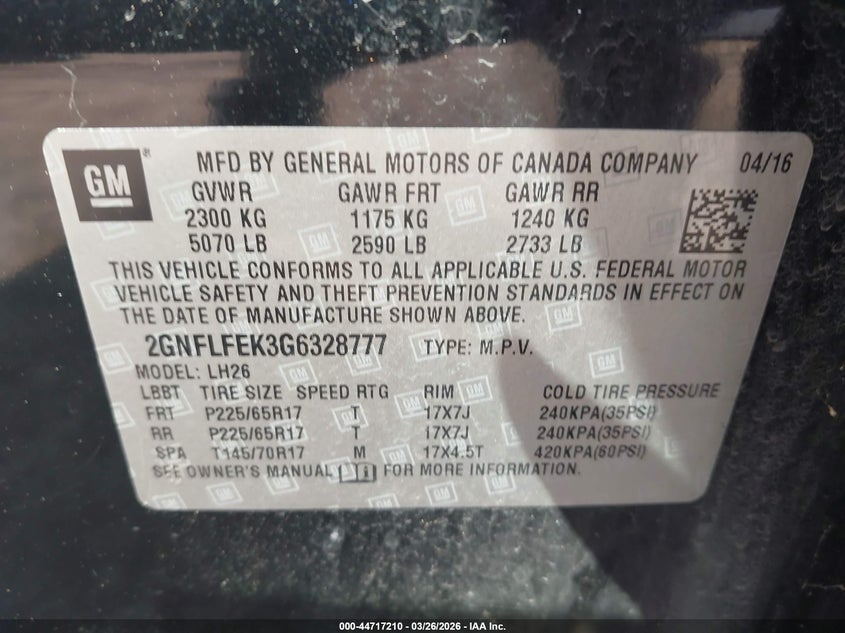 GM ® MFD BY GENERAL MOTORS OF CANADA COMPANY 04/16
GVWR GAWR FRT GAWR RR
2300 KG 1175 KG 1240 KG
5070 LB 2590 LB 2733 LB
THIS VEHICLE CONFORMS TO ALL APPLICABLE U.S. FEDERAL MOTOR
VEHICLE SAFETY AND THEFT PREVENTION STANDARDS IN EFFECT ON
THE DATE OF MANUFACTURE SHOWN ABOVE.
2GNFLFEK3G6328777 TYPE: M.P.V.
MODEL: LH26
LBBT TIRE SIZE SPEED RTG RIM COLD TIRE PRESSURE
FRT P225/65R17 T 17X7J 240KPA(35PSI)
RR P225/65R17 T 17X7J 240KPA(35PSI)
SPA T145/70R17 M 17X4.5T 420KPA(60PSI)
SEE OWNER'S MANUAL FOR MORE INFORMATION.
000-44717210 | 03/26/2026 | IAA Inc.